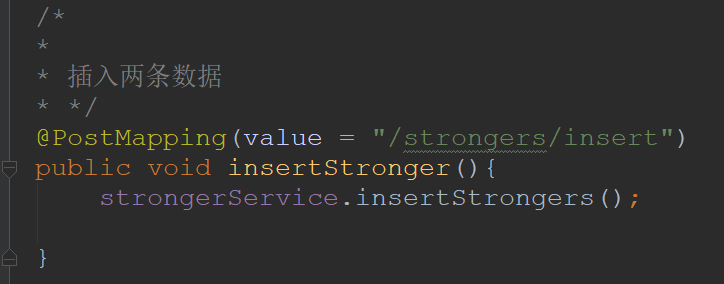 /*
*
* 插入两条数据
* */
@PostMapping(value = "/strongers/insert")
public void insertStronger(){
strongerService.insertStrongers();
}